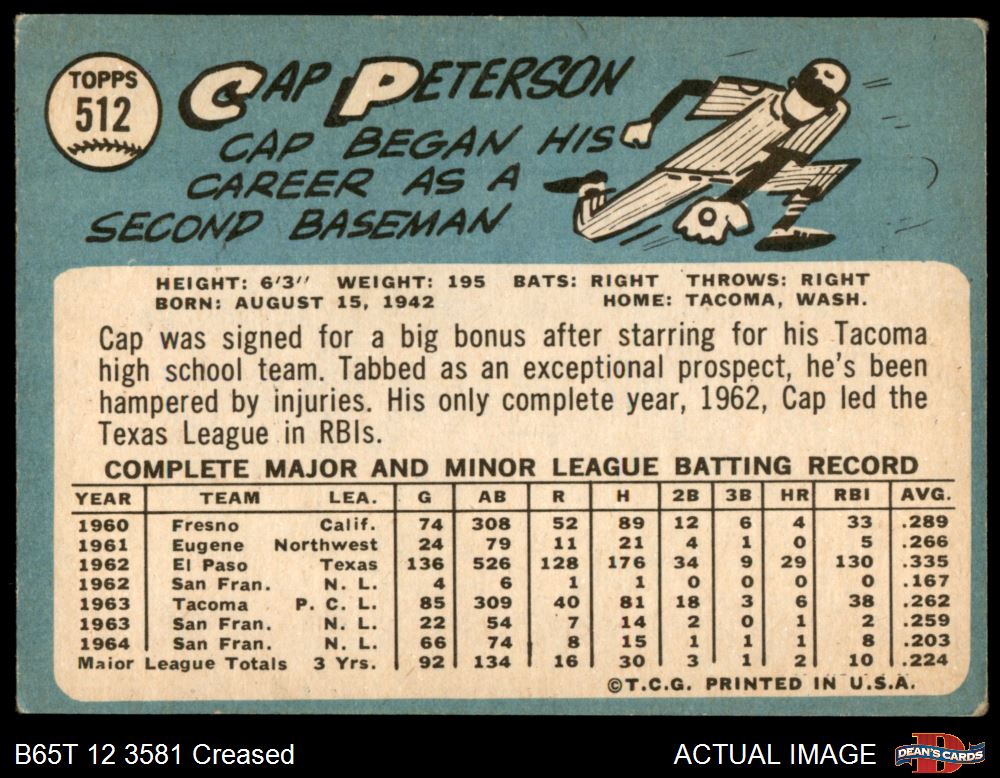 TOPPS
512
CAP PETERSON
CAP BEGAN HIS
CAREER AS A
SECOND BASEMAN
HEIGHT: 6'3" WEIGHT: 195 BATS: RIGHT THROWS: RIGHT
BORN: AUGUST 15, 1942 HOME: TACOMA, WASH.
Cap was signed for a big bonus after starring for his Tacoma
high school team. Tabbed as an exceptional prospect, he's been
hampered by injuries. His only complete year, 1962, Cap led the
Texas League in RBIs.
COMPLETE MAJOR AND MINOR LEAGUE BATTING RECORD
YEAR TEAM LEA. G AB R H 2B 3B HR RBI AVG.
1960 Fresno Calif. 74 308 52 89 12 6 4 33 .289
1961 Eugene Northwest 24 79 11 21 4 1 0 5 .266
1962 El Paso Texas 136 526 128 176 34 9 29 130 .335
1962 San Fran. N. L. 4 6 1 1 0 0 0 0 .167
1963 Tacoma P. C. L. 85 309 40 81 18 3 6 38 .262
1963 San Fran. N. L. 22 54 7 14 2 0 1 2 .259
1964 San Fran. N. L. 66 74 8 15 1 1 1 8 .203
Major League Totals 3 Yrs. 92 134 16 30 3 1 2 10 .224
©T.C.G. PRINTED IN U.S.A.
B65T 12 3581 Creased ACTUAL IMAGE
DEAN'S CARDS